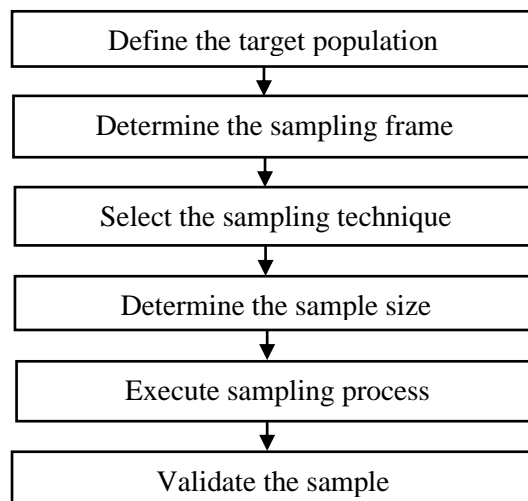 Define the target population
Determine the sampling frame
Select the sampling technique
Determine the sample size
Execute sampling process
Validate the sample